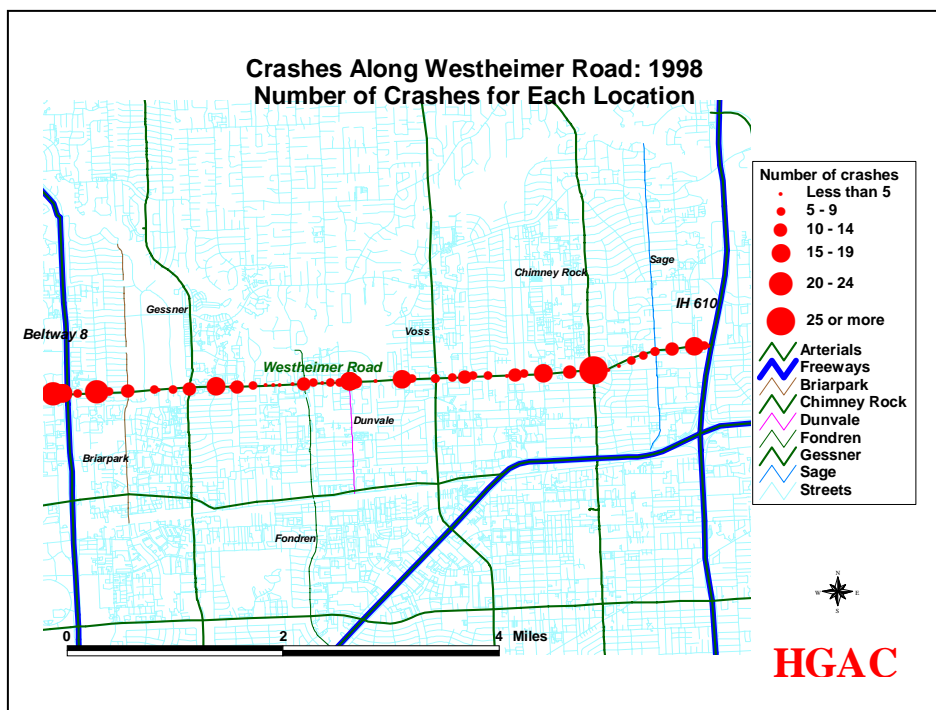 Crashes Along Westheimer Road: 1998
Number of Crashes for Each Location
Number of crashes
Less than 5
5 - 9
10 - 14
15 - 19
20 - 24
25 or more
Arterials
Freeways
Briarpark
Chimney Rock
Dunvale
Fondren
Gessner
Sage
Streets
Chimney Rock
Sage
Gessner
IH 610
Beltway 8
Voss
Westheimer Road
Dunvale
Briarpark
Fondren
0 2 4 Miles
N
W E
S
HGAC